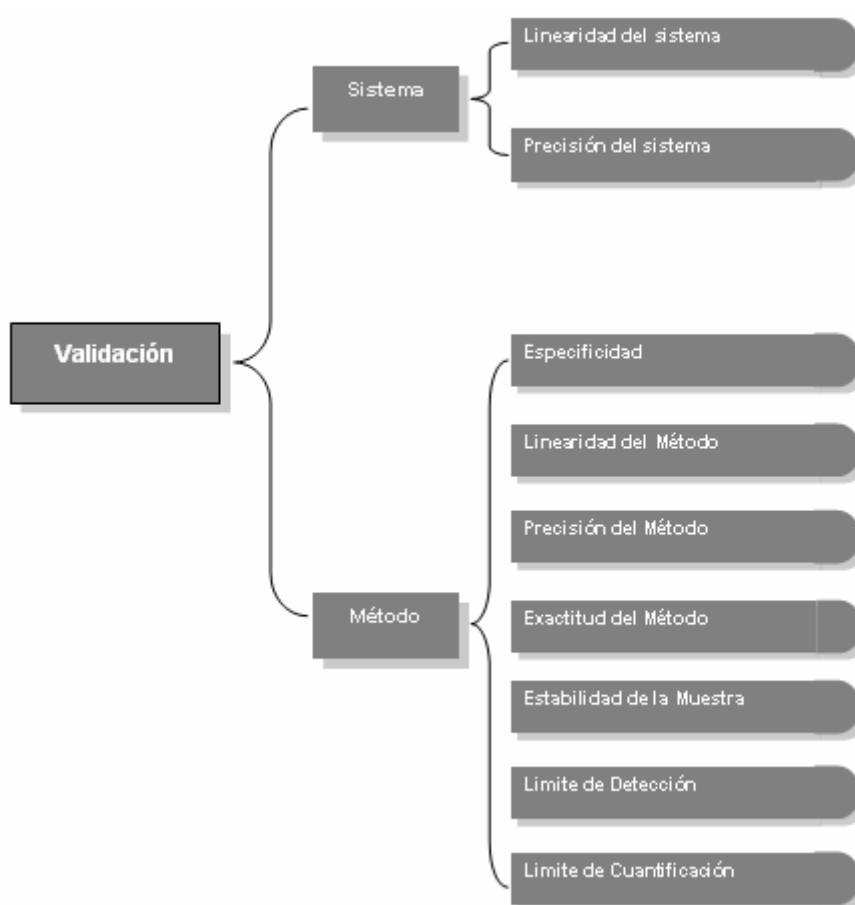 Validación
Sistema
Linearidad del sistema
Precisión del sistema
Método
Especificidad
Linearidad del Método
Precisión del Método
Exactitud del Método
Estabilidad de la Muestra
Limite de Detección
Limite de Cuantificación